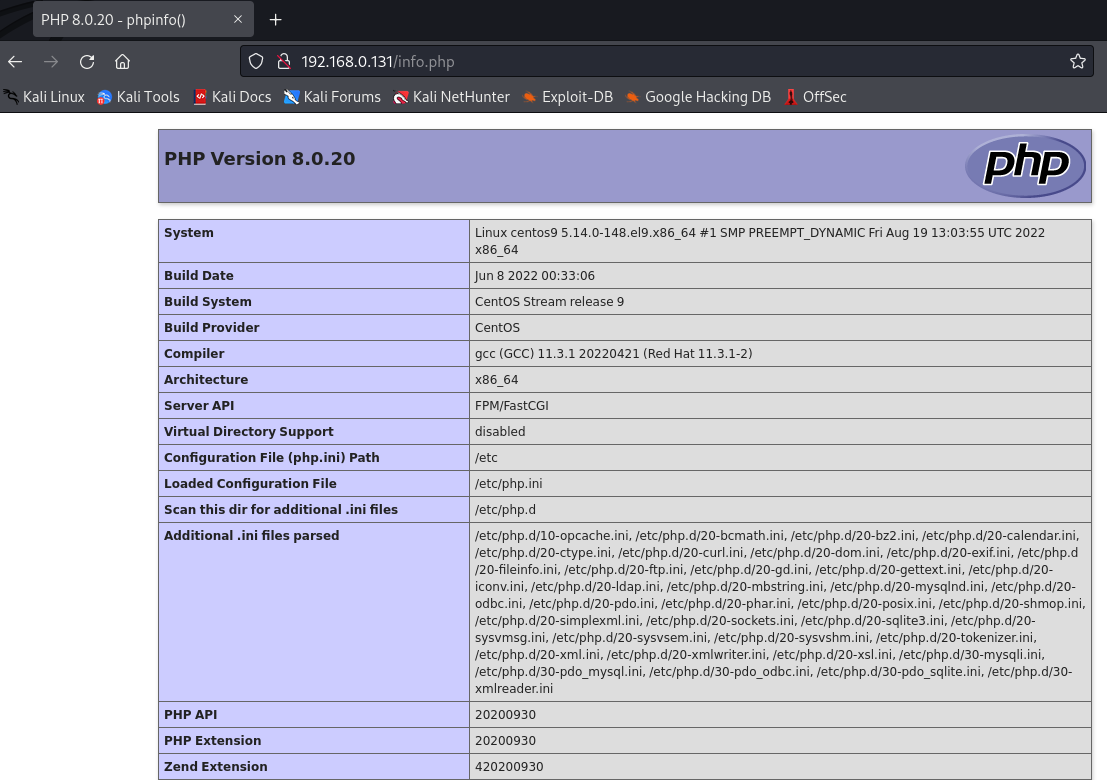 PHP 8.0.20 - phpinfo()
192.168.0.131/info.php
Kali Linux Kali Tools Kali Docs Kali Forums Kali NetHunter Exploit-DB Google Hacking DB OffSec
PHP Version 8.0.20
php
System Linux centos9 5.14.0-148.el9.x86_64 #1 SMP PREEMPT_DYNAMIC Fri Aug 19 13:03:55 UTC 2022
x86_64
Build Date Jun 8 2022 00:33:06
Build System CentOS Stream release 9
Build Provider CentOS
Compiler gcc (GCC) 11.3.1 20220421 (Red Hat 11.3.1-2)
Architecture x86_64
Server API FPM/FastCGI
Virtual Directory Support disabled
Configuration File (php.ini) Path /etc
Loaded Configuration File /etc/php.ini
Scan this dir for additional .ini files /etc/php.d
Additional .ini files parsed /etc/php.d/10-opcache.ini, /etc/php.d/20-bcmath.ini, /etc/php.d/20-bz2.ini, /etc/php.d/20-calendar.ini,
/etc/php.d/20-ctype.ini, /etc/php.d/20-curl.ini, /etc/php.d/20-dom.ini, /etc/php.d/20-exif.ini, /etc/php.d
/20-fileinfo.ini, /etc/php.d/20-ftp.ini, /etc/php.d/20-gd.ini, /etc/php.d/20-gettext.ini, /etc/php.d/20-
iconv.ini, /etc/php.d/20-ldap.ini, /etc/php.d/20-mbstring.ini, /etc/php.d/20-mysqlnd.ini, /etc/php.d/20-
odbc.ini, /etc/php.d/20-pdo.ini, /etc/php.d/20-phar.ini, /etc/php.d/20-posix.ini, /etc/php.d/20-shmop.ini,
/etc/php.d/20-simplexml.ini, /etc/php.d/20-sockets.ini, /etc/php.d/20-sqlite3.ini, /etc/php.d/20-
sysvmsg.ini, /etc/php.d/20-sysvsem.ini, /etc/php.d/20-sysvshm.ini, /etc/php.d/20-tokenizer.ini,
/etc/php.d/20-xml.ini, /etc/php.d/20-xmlwriter.ini, /etc/php.d/20-xsl.ini, /etc/php.d/30-mysqli.ini,
/etc/php.d/30-pdo_mysql.ini, /etc/php.d/30-pdo_odbc.ini, /etc/php.d/30-pdo_sqlite.ini, /etc/php.d/30-
xmlreader.ini
PHP API 20200930
PHP Extension 20200930
Zend Extension 420200930